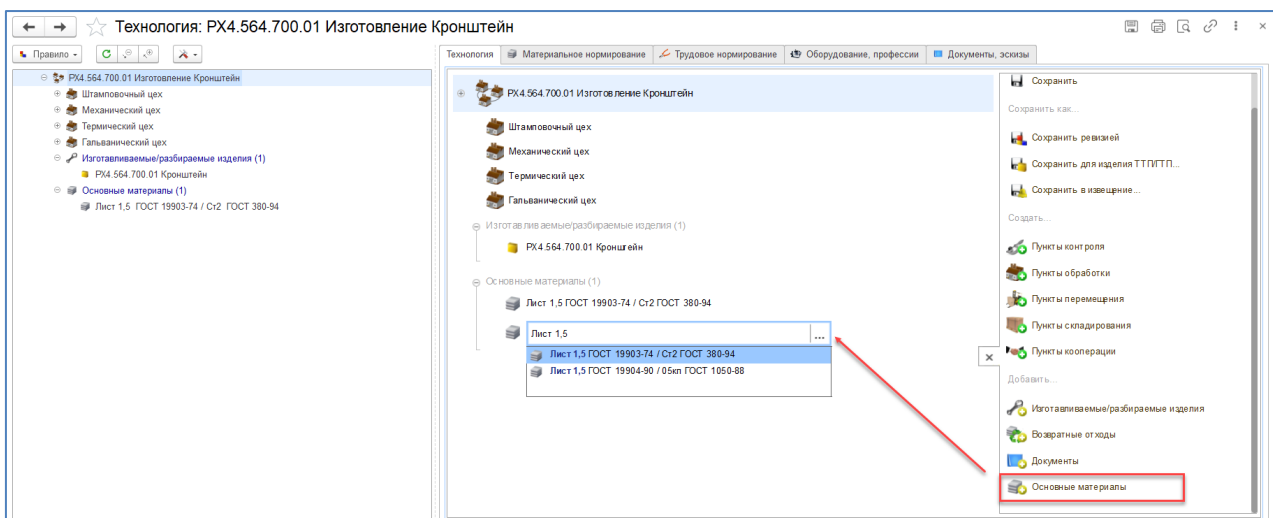 Технология: РХ4.564.700.01 Изготовление Кронштейн
Правило
РХ4.564.700.01 Изготовление Кронштейн
Штамповочный цех
Механический цех
Термический цех
Гальванический цех
Изготавливаемые/разбираемые изделия (1)
РХ4.564.700.01 Кронштейн
Основные материалы (1)
Лист 1,5 ГОСТ 19903-74 / Ст2 ГОСТ 380-94
Технология
Материальное нормирование
Трудовое нормирование
Оборудование, профессии
Документы, эскизы
РХ4.564.700.01 Изготовление Кронштейн
Штамповочный цех
Механический цех
Термический цех
Гальванический цех
Изготавливаемые/разбираемые изделия (1)
РХ4.564.700.01 Кронштейн
Основные материалы (1)
Лист 1,5 ГОСТ 19903-74 / Ст2 ГОСТ 380-94
Лист 1,5 ...
Лист 1,5 ГОСТ 19903-74 / Ст2 ГОСТ 380-94
Лист 1,5 ГОСТ 19904-90 / 05кп ГОСТ 1050-88
Сохранить
Сохранить как...
Сохранить ревизией
Сохранить для изделия ТТП/ГТП...
Сохранить в извещение...
Создать...
Пункты контроля
Пункты обработки
Пункты перемещения
Пункты складирования
Пункты кооперации
Добавить...
Изготавливаемые/разбираемые изделия
Возвратные отходы
Документы
Основные материалы